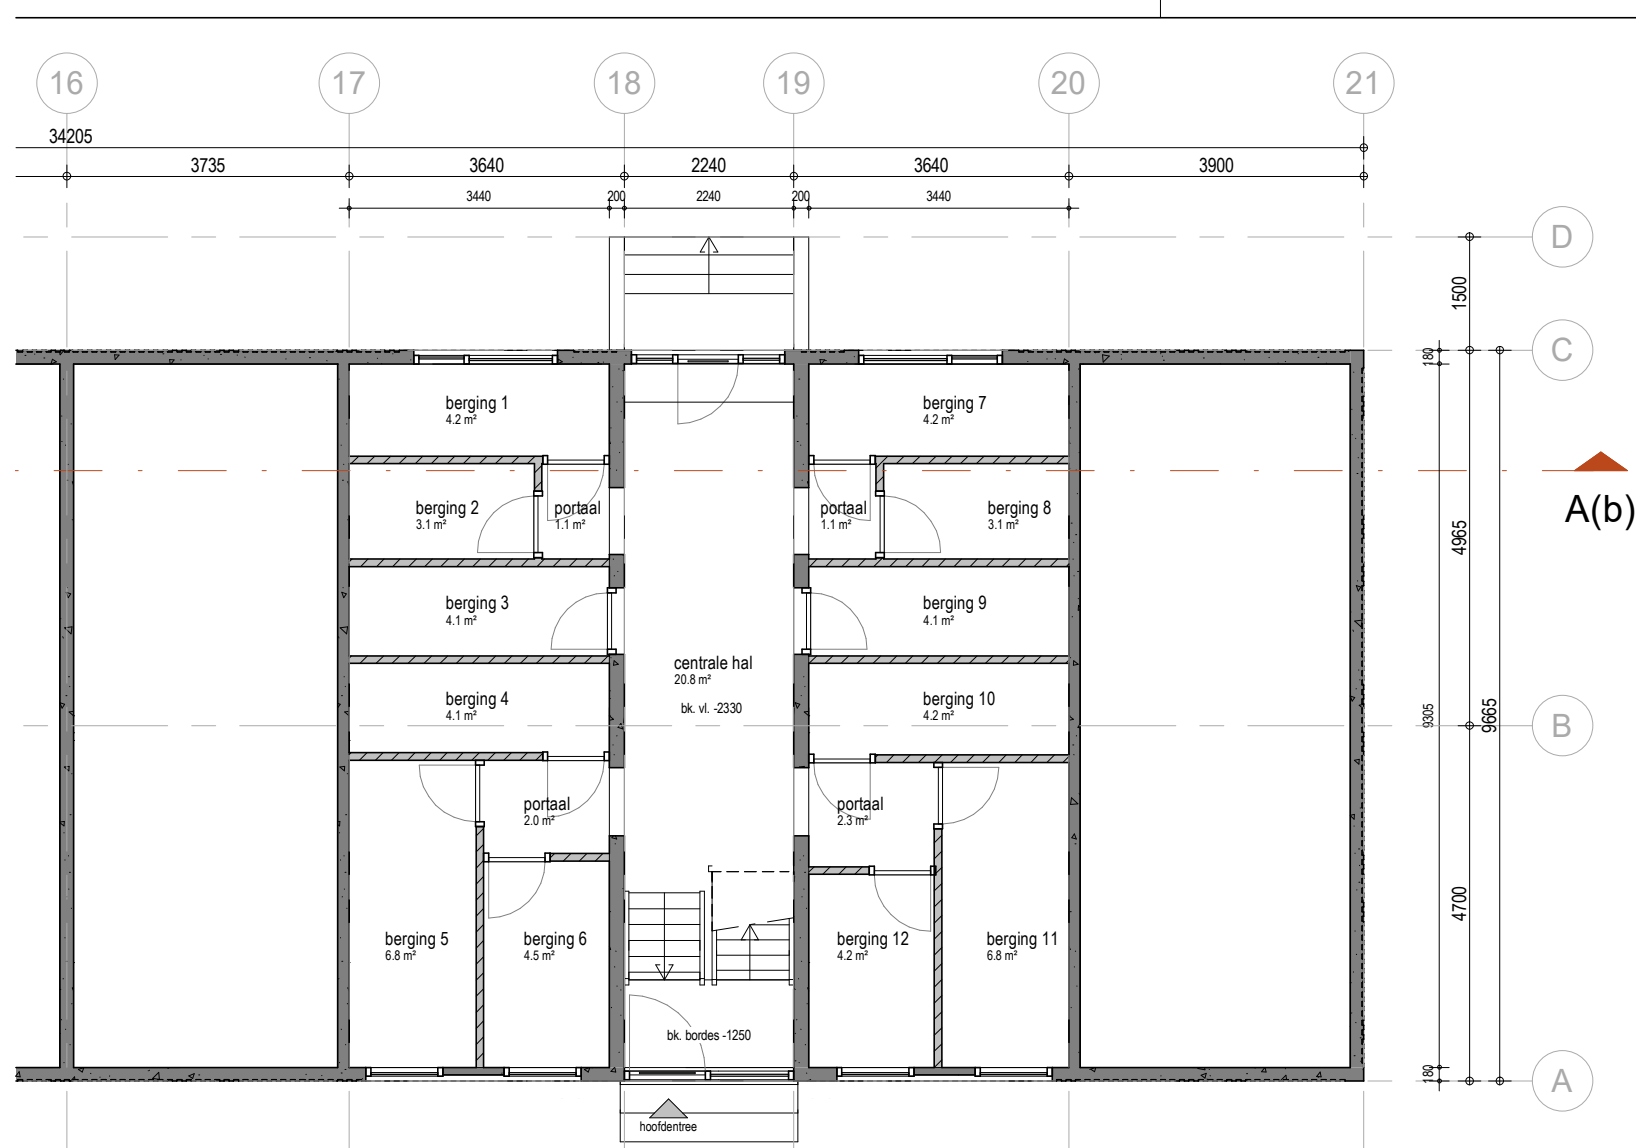 16 17 18 19 20 21
34205
3735 3640 2240 3640 3900
3440 200 2240 200 3440
D
1500
C
180
berging 1
4.2 m²
berging 7
4.2 m²
A(b)
berging 2
3.1 m²
portaal
1.1 m²
portaal
1.1 m²
berging 8
3.1 m²
4965
berging 3
4.1 m²
berging 9
4.1 m²
centrale hal
20.8 m²
bk. vl. -2330
berging 4
4.1 m²
berging 10
4.2 m²
9305
9665
B
portaal
2.0 m²
portaal
2.3 m²
4700
berging 5
6.8 m²
berging 6
4.5 m²
berging 12
4.2 m²
berging 11
6.8 m²
bk. bordes -1250
180
A
hoofdentree